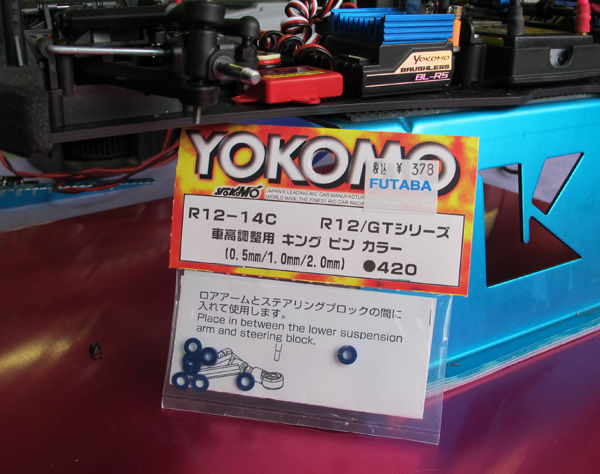 YOKOMO
BRUSHLESS
BL-RS
YOKOMO
税込 ¥ 378
FUTABA
YOKOMO
JAPAN'S LEADING R/C CAR MANUFACTURER
WORLD WIDE THE FINEST R/C CAR RACING
R12-14C R12/GTシリーズ
車高調整用 キング ピン カラー
(0.5mm/1.0mm/2.0mm) ●420
ロアアームとステアリングブロックの間に
入れて使用します。
Place in between the lower suspension
arm and steering block.